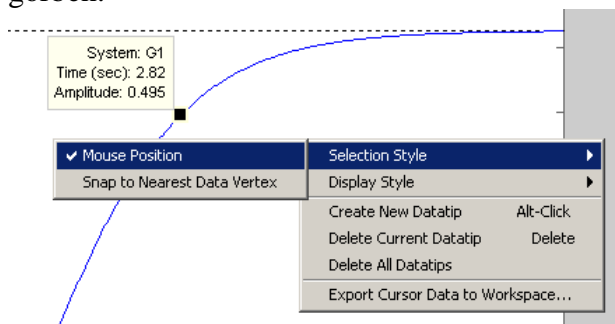 görbén.
System: G1
Time (sec): 2.82
Amplitude: 0.495
Mouse Position
Snap to Nearest Data Vertex
Selection Style
Display Style
Create New Datatip Alt-Click
Delete Current Datatip Delete
Delete All Datatips
Export Cursor Data to Workspace...